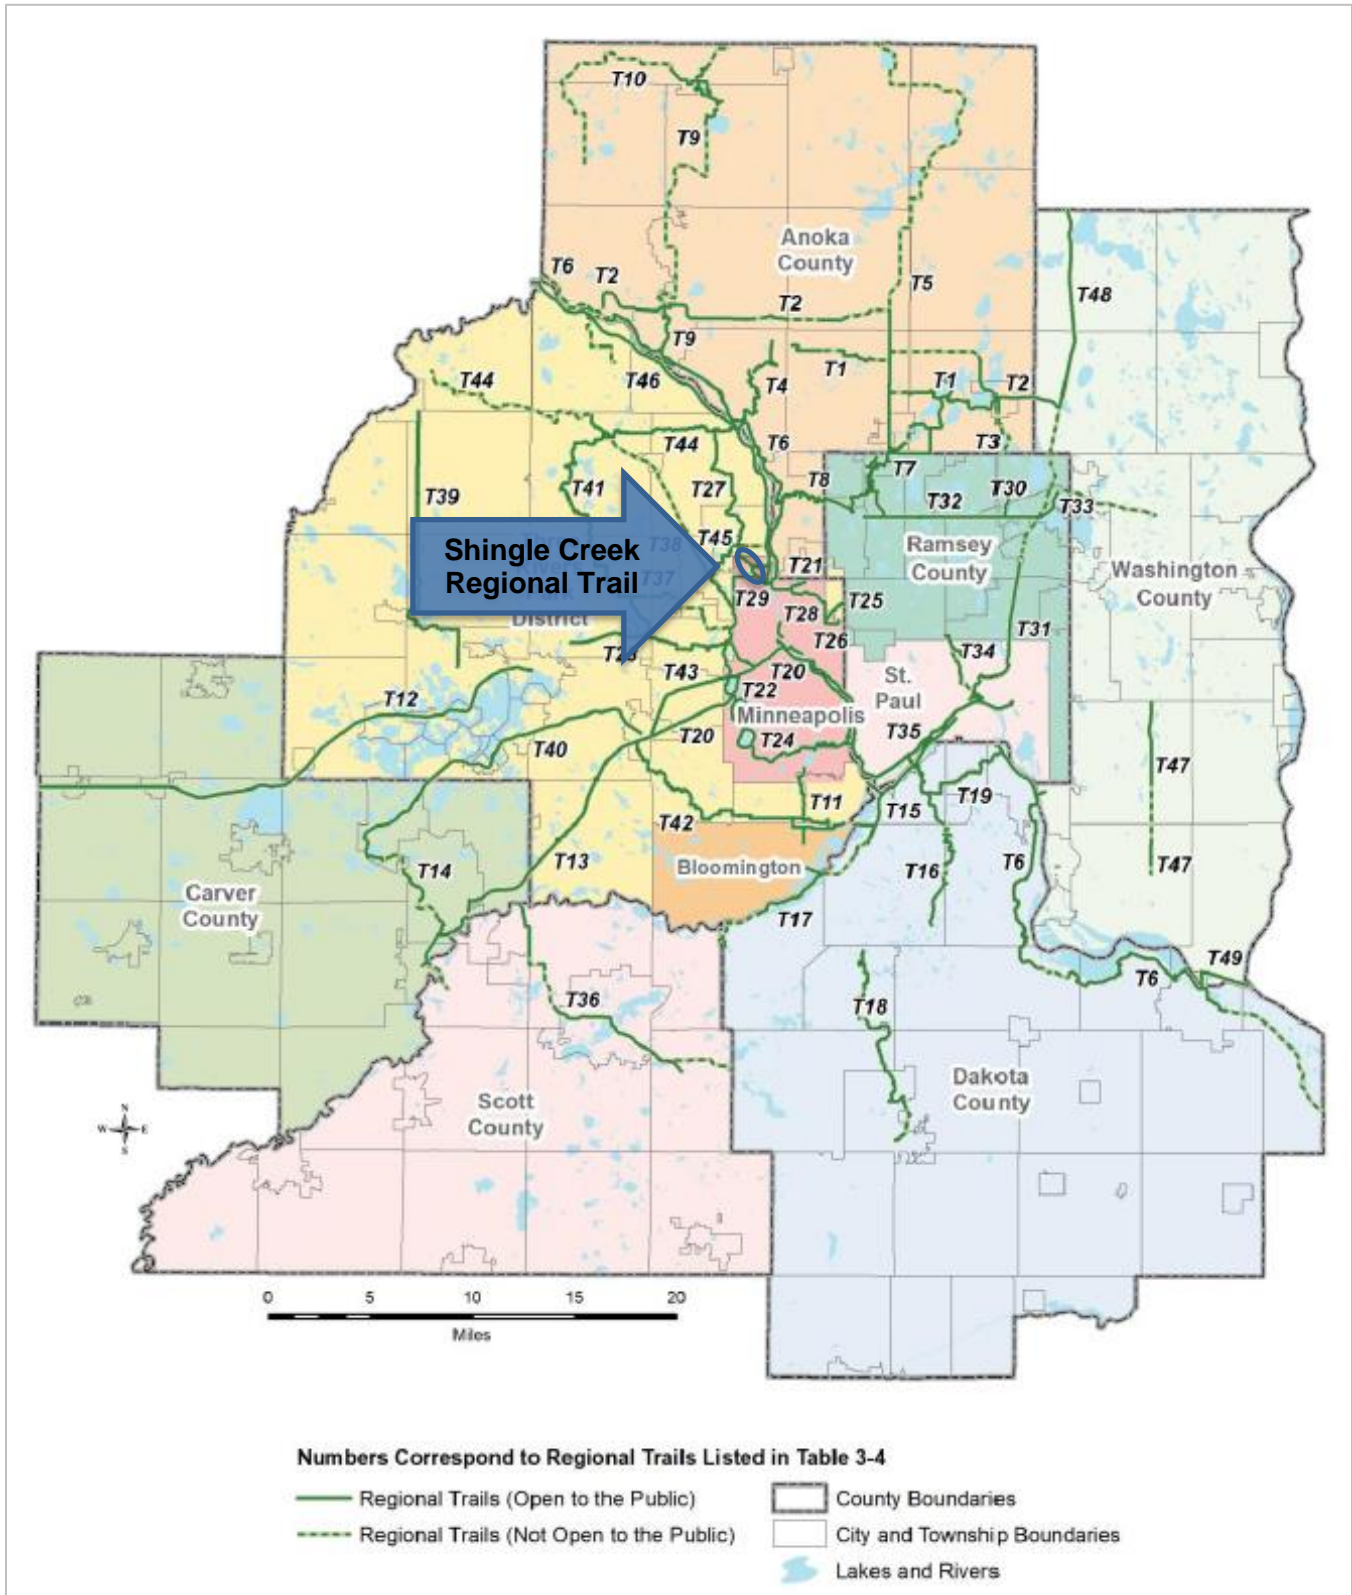 T10
T9
Anoka
County
T6
T2
T2
T5
T48
T9
T1
T44
T46
T4
T1
T2
T44
T6
T3
T7
T8
T39
T41
T27
T32
T30
T33
T45
T38
Shingle Creek
Regional Trail
Rivers
T37
District
T21
Ramsey
County
Washington
County
T29
T28
T25
T26
T31
T34
T43
T20
T22
St.
Paul
T12
Minneapolis
T24
T35
T40
T20
T47
T11
T15
T19
T42
T13
T14
Bloomington
T16
T6
T47
Carver
County
T17
T49
T6
T36
T18
Dakota
County
Scott
County
N
W E
S
0 5 10 15 20
Miles
Numbers Correspond to Regional Trails Listed in Table 3-4
Regional Trails (Open to the Public)
County Boundaries
Regional Trails (Not Open to the Public)
City and Township Boundaries
Lakes and Rivers